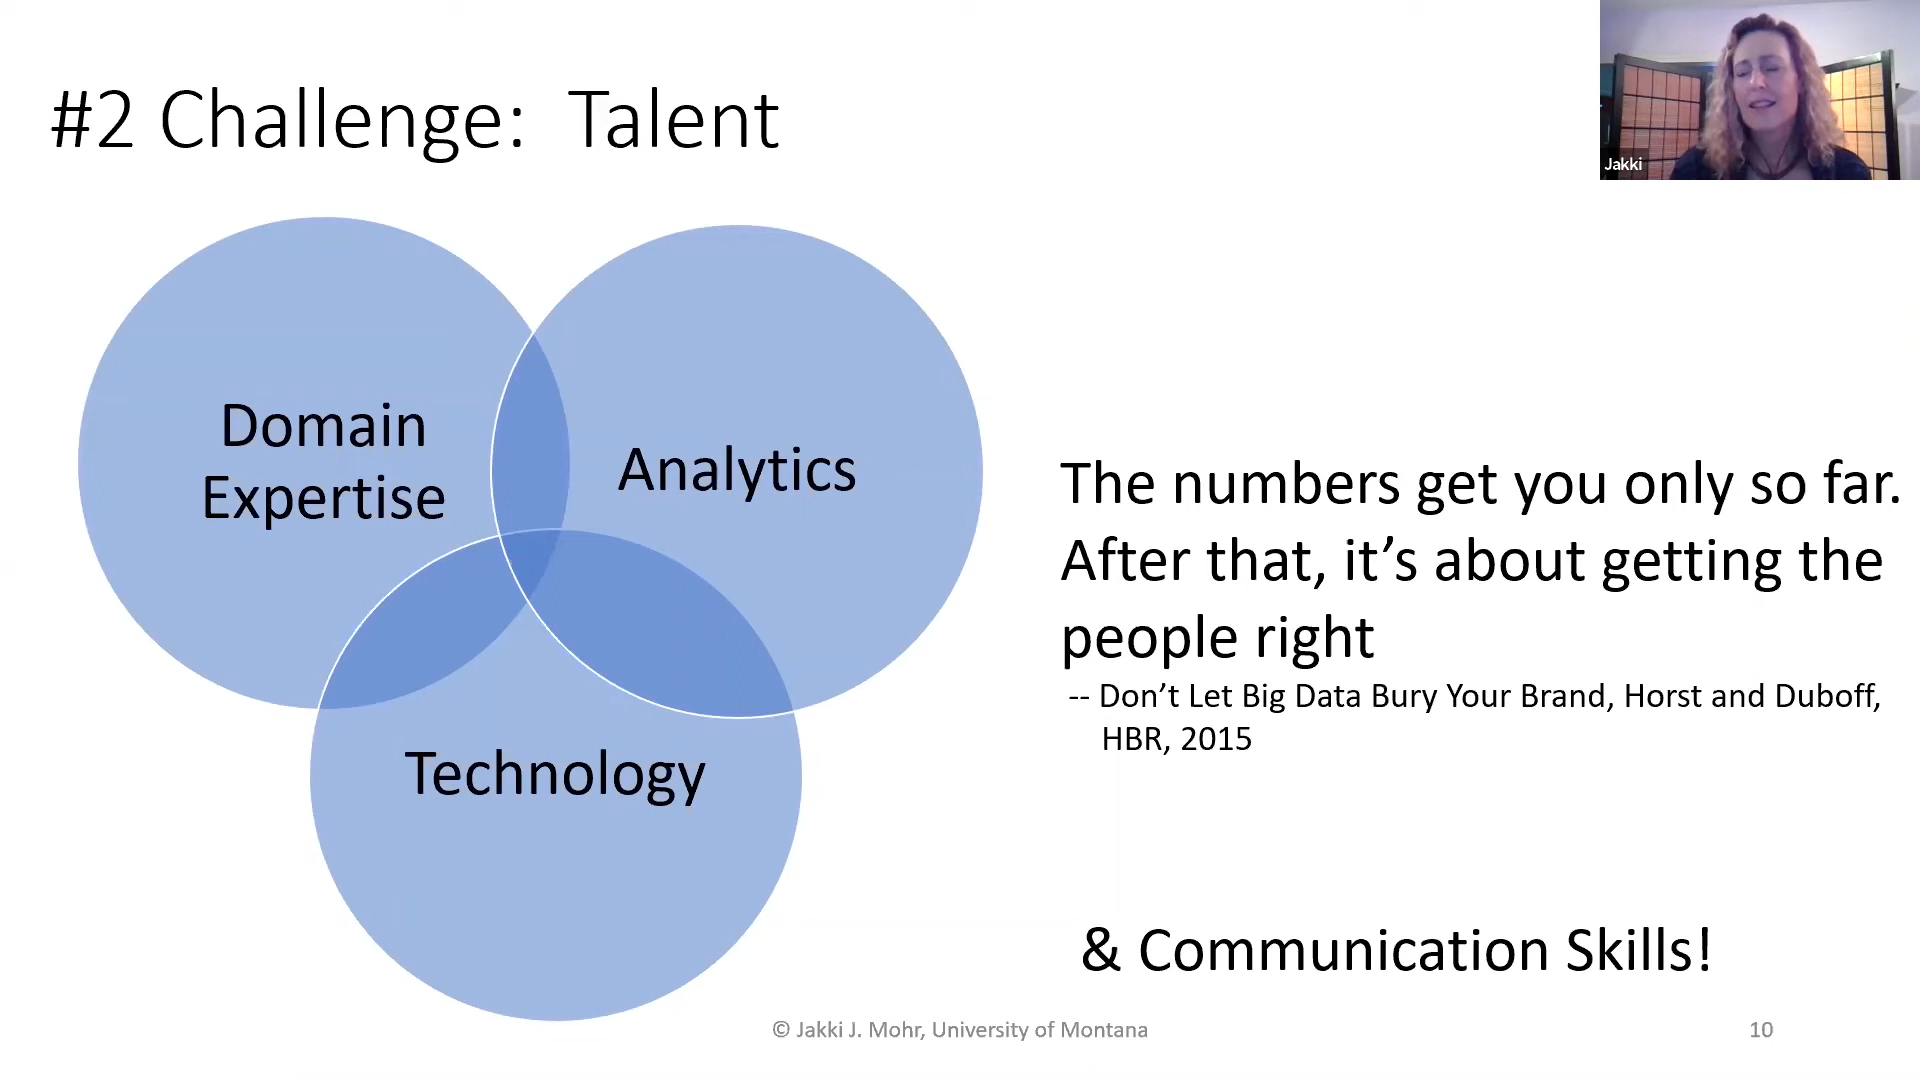 #2 Challenge:  Talent
Jakki
Domain
Expertise
Analytics
Technology
The numbers get you only so far.
After that, it’s about getting the
people right
-- Don’t Let Big Data Bury Your Brand, Horst and Duboff,
HBR, 2015
& Communication Skills!
© Jakki J. Mohr, University of Montana
10